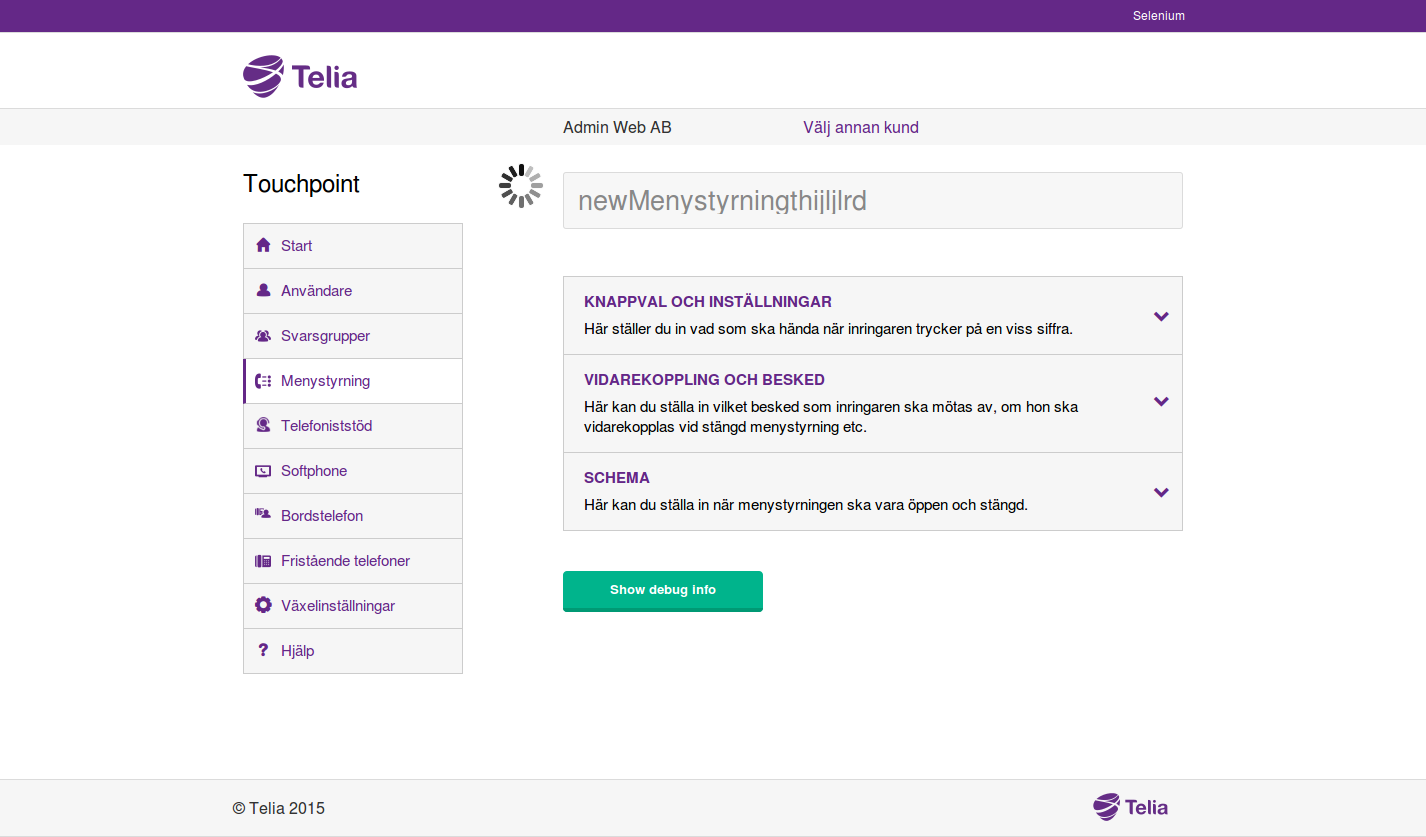 Selenium
Telia
Admin Web AB
Välj annan kund
Touchpoint
newMenystyrningthijljlrd
Start
Användare
Svarsgrupper
Menystyrning
Telefoniststöd
Softphone
Bordstelefon
Fristående telefoner
Växelinställningar
? Hjälp
KNAPPVAL OCH INSTÄLLNINGAR
Här ställer du in vad som ska hända när inringaren trycker på en viss siffra.
VIDAREKOPPLING OCH BESKED
Här kan du ställa in vilket besked som inringaren ska mötas av, om hon ska
vidarekopplas vid stängd menystyrning etc.
SCHEMA
Här kan du ställa in när menystyrningen ska vara öppen och stängd.
Show debug info
© Telia 2015
Telia